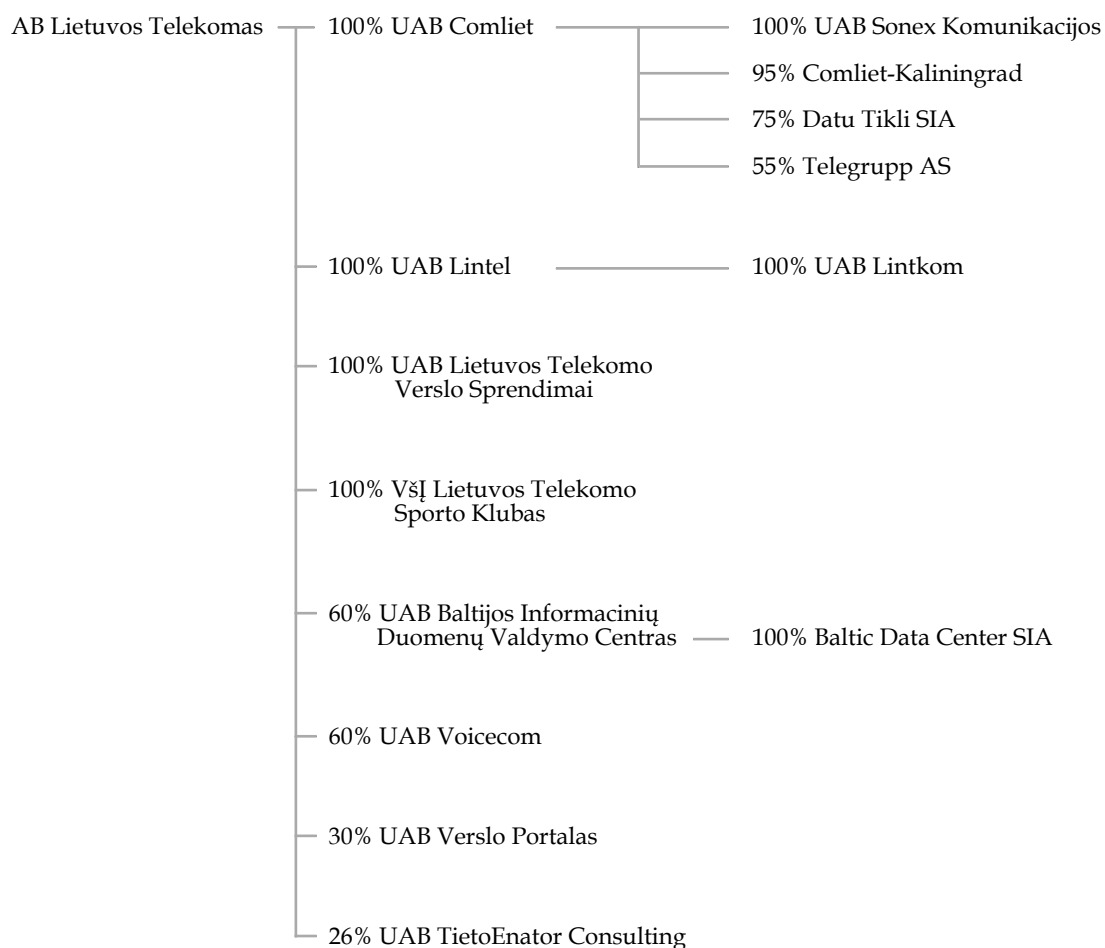 AB Lietuvos Telekomas
100% UAB Comliet
100% UAB Sonex Komunikacijos
95% Comliet-Kaliningrad
75% Datu Tikli SIA
55% Telegrupp AS
100% UAB Lintel
100% UAB Lintkom
100% UAB Lietuvos Telekomo
Verslo Sprendimai
100% VšĮ Lietuvos Telekomo
Sporto Klubas
60% UAB Baltijos Informacinių
Duomenų Valdymo Centras
100% Baltic Data Center SIA
60% UAB Voicecom
30% UAB Verslo Portalas
26% UAB TietoEnator Consulting